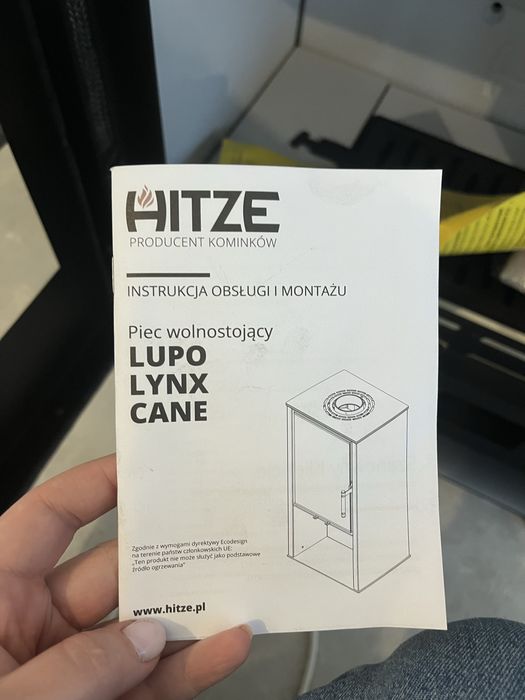 HITZE
PRODUCENT KOMINKÓW
INSTRUKCJA OBSŁUGI I MONTAŻU
Piec wolnostojący
LUPO
LYNX
CANE
Zgodnie z wymogami dyrektywy Ecodesign
na terenie państw członkowskich UE:
„Ten produkt nie może służyć jako podstawowe
źródło ogrzewania"
www.hitze.pl